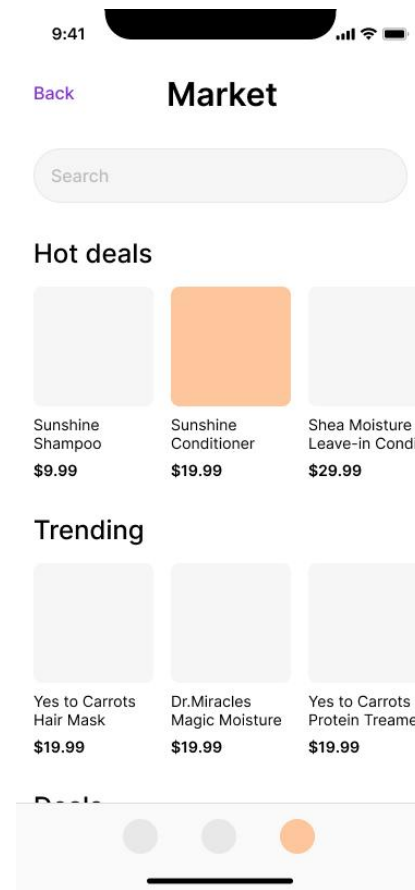 9:41
Back
Market
Search
Hot deals
Sunshine
Shampoo
$9.99
Sunshine
Conditioner
$19.99
Shea Moisture
Leave-in Condi
$29.99
Trending
Yes to Carrots
Hair Mask
$19.99
Dr.Miracles
Magic Moisture
$19.99
Yes to Carrots
Protein Treame
$19.99